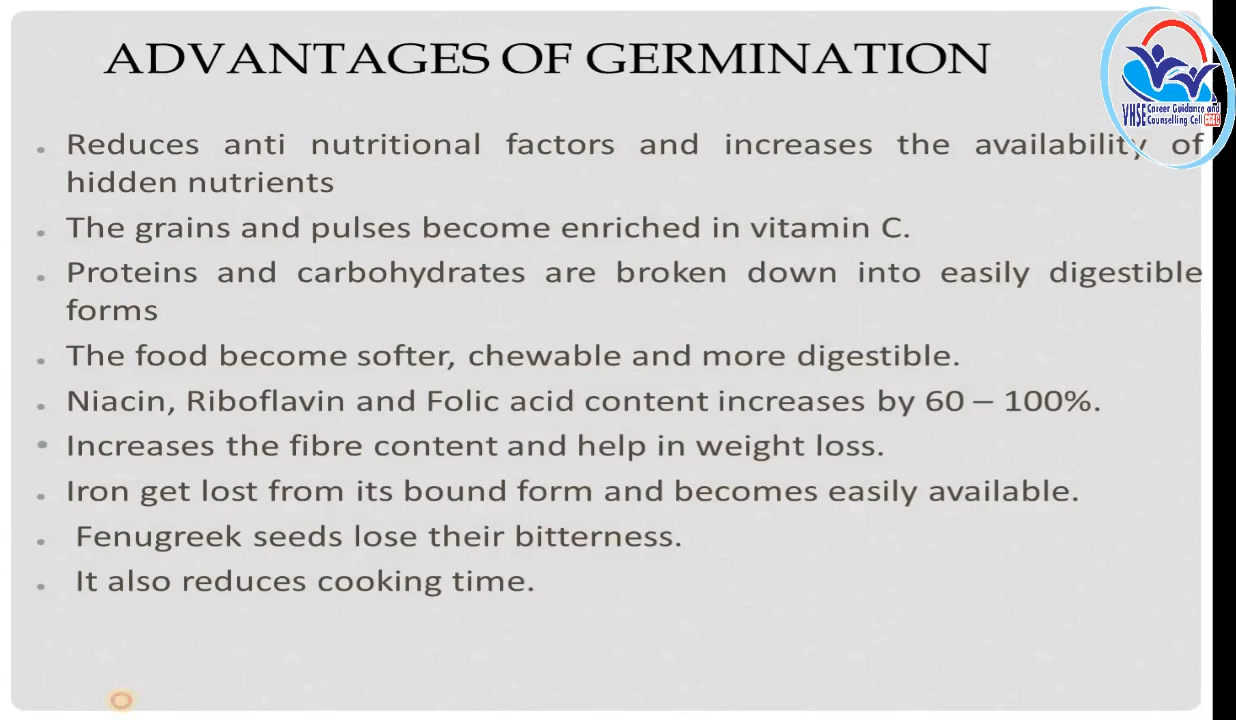 ADVANTAGES OF GERMINATION
VHSE Career Guidance and
Counselling Cell CGCC
Reduces anti nutritional factors and increases the availability of
hidden nutrients
The grains and pulses become enriched in vitamin C.
Proteins and carbohydrates are broken down into easily digestible
forms
The food become softer, chewable and more digestible.
Niacin, Riboflavin and Folic acid content increases by 60 – 100%.
Increases the fibre content and help in weight loss.
Iron get lost from its bound form and becomes easily available.
Fenugreek seeds lose their bitterness.
It also reduces cooking time.